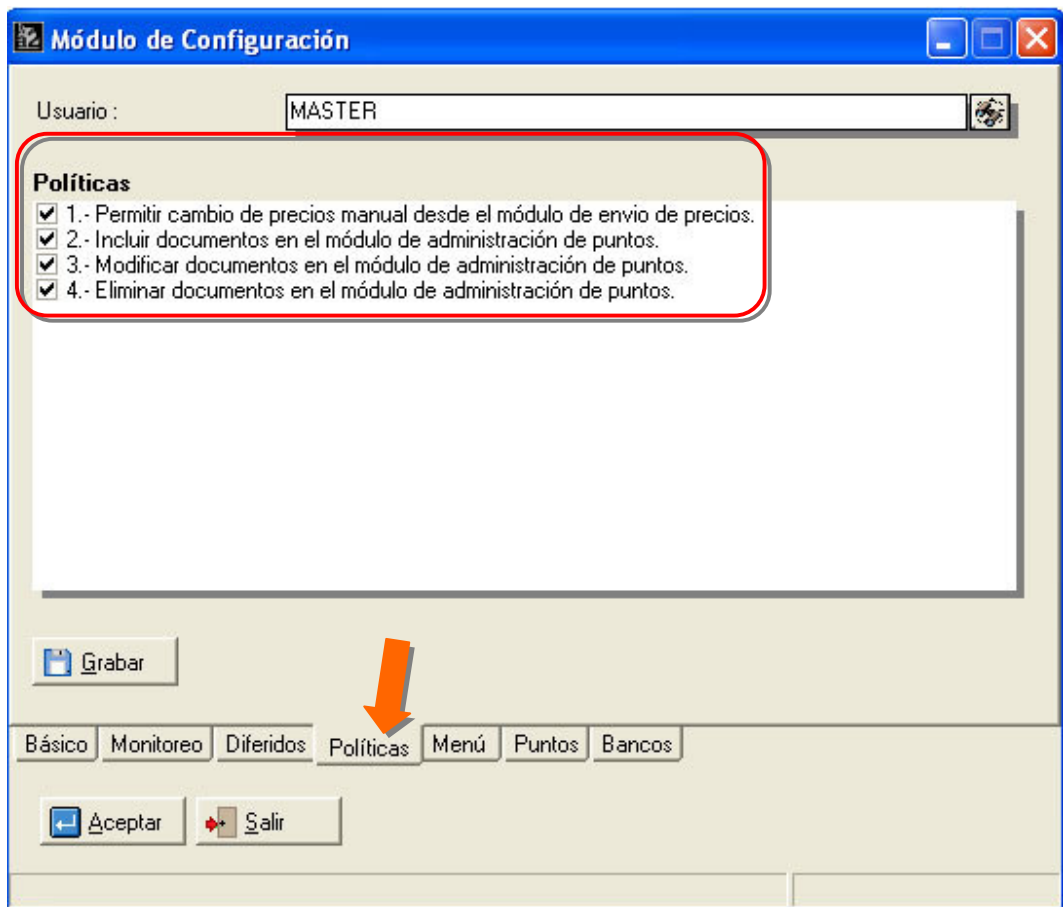 Módulo de Configuración
Usuario :
MASTER
Políticas
1.- Permitir cambio de precios manual desde el módulo de envio de precios.
2.- Incluir documentos en el módulo de administración de puntos.
3.- Modificar documentos en el módulo de administración de puntos.
4.- Eliminar documentos en el módulo de administración de puntos.
Grabar
Básico Monitoreo Diferidos Políticas Menú Puntos Bancos
Aceptar Salir